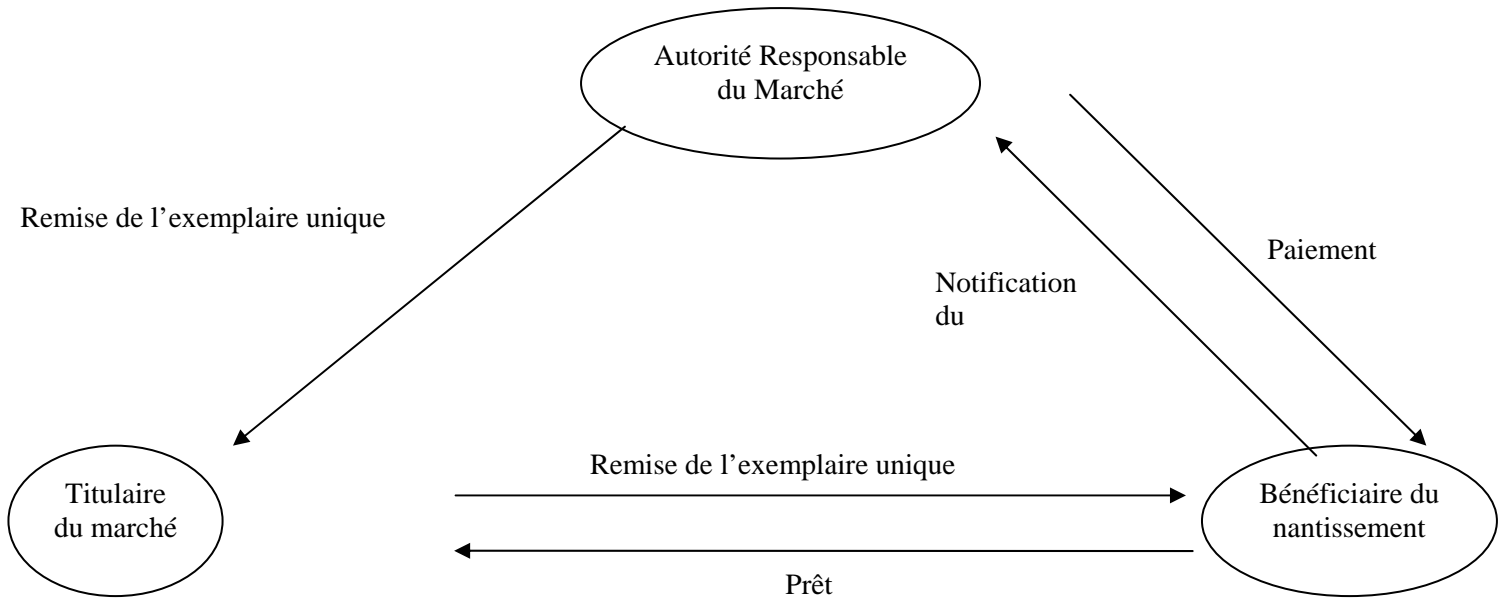 Autorité Responsable
du Marché
Remise de l’exemplaire unique
Paiement
Notification
du
Remise de l’exemplaire unique
Titulaire
du marché
Bénéficiaire du
nantissement
Prêt